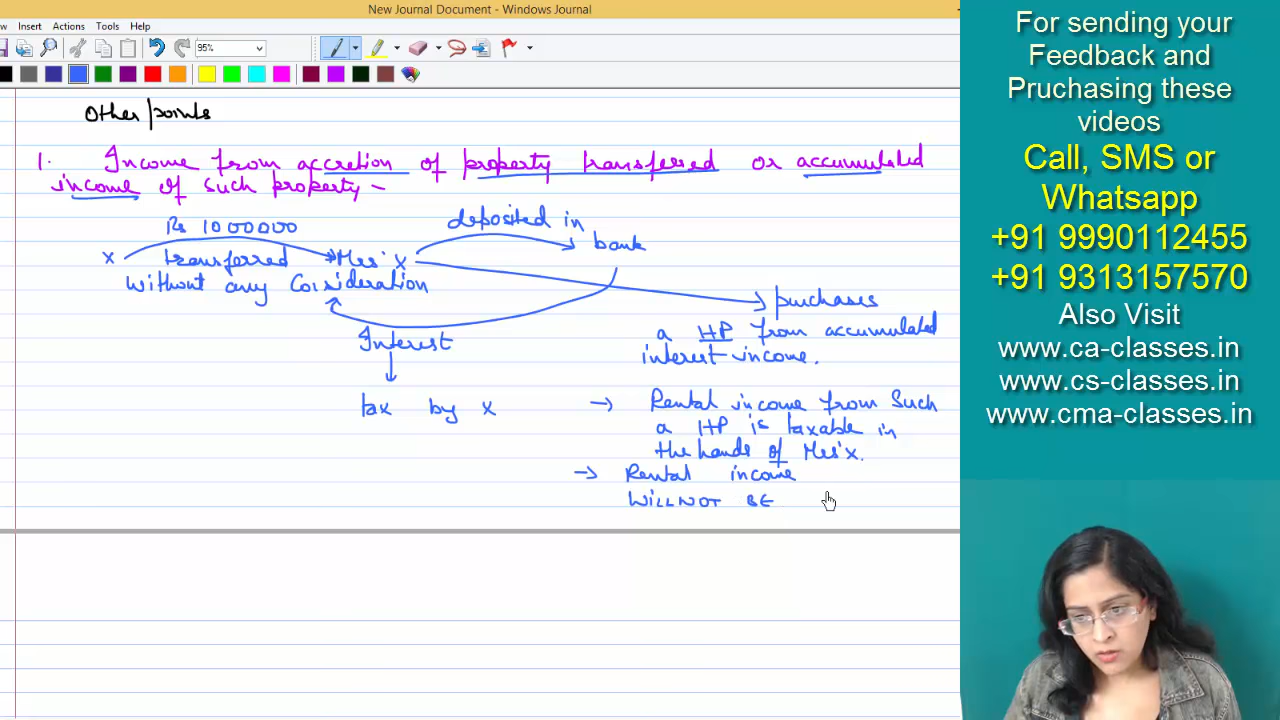 New Journal Document - Windows Journal
Insert Actions Tools Help
95%
Other points
1. Income from accretion of property transferred or accumulated
income of such property -
Rs 1000000
deposited in
bank
X transferred Mrs' X
without any Cosideration
purchases
a HP from accumulated
interest income.
Interest
tax by X
→ Rental income from Such
a HP is taxable in
the hands of Mrs'X.
→ Rental income
WILL NOT BE
For sending your
Feedback and
Pruchasing these
videos
Call, SMS or
Whatsapp
+91 9990112455
+91 9313157570
Also Visit
www.ca-classes.in
www.cs-classes.in
www.cma-classes.in